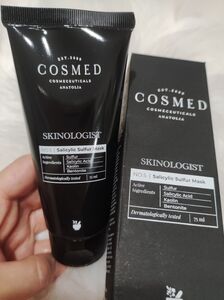 EST. 2000
COSMED
COSMECEUTICALS
ANATOLIA
SKINOLOGIST
NO:5 | Salicylic Sulfur Mask
Active
Ingredients
Sulfur
Salicylic Acid
Kaolin
Bentonite
Dermatologically tested
75 ml
EST. 2000
COSMED
COSMECEUTICALS
ANATOLIA
SKINOLOGIST
NO:5 | Salicylic Sulfur Mask
Active
Ingredients
Sulfur
Salicylic Acid
Kaolin
Bentonite
Dermatologically tested
75 ml